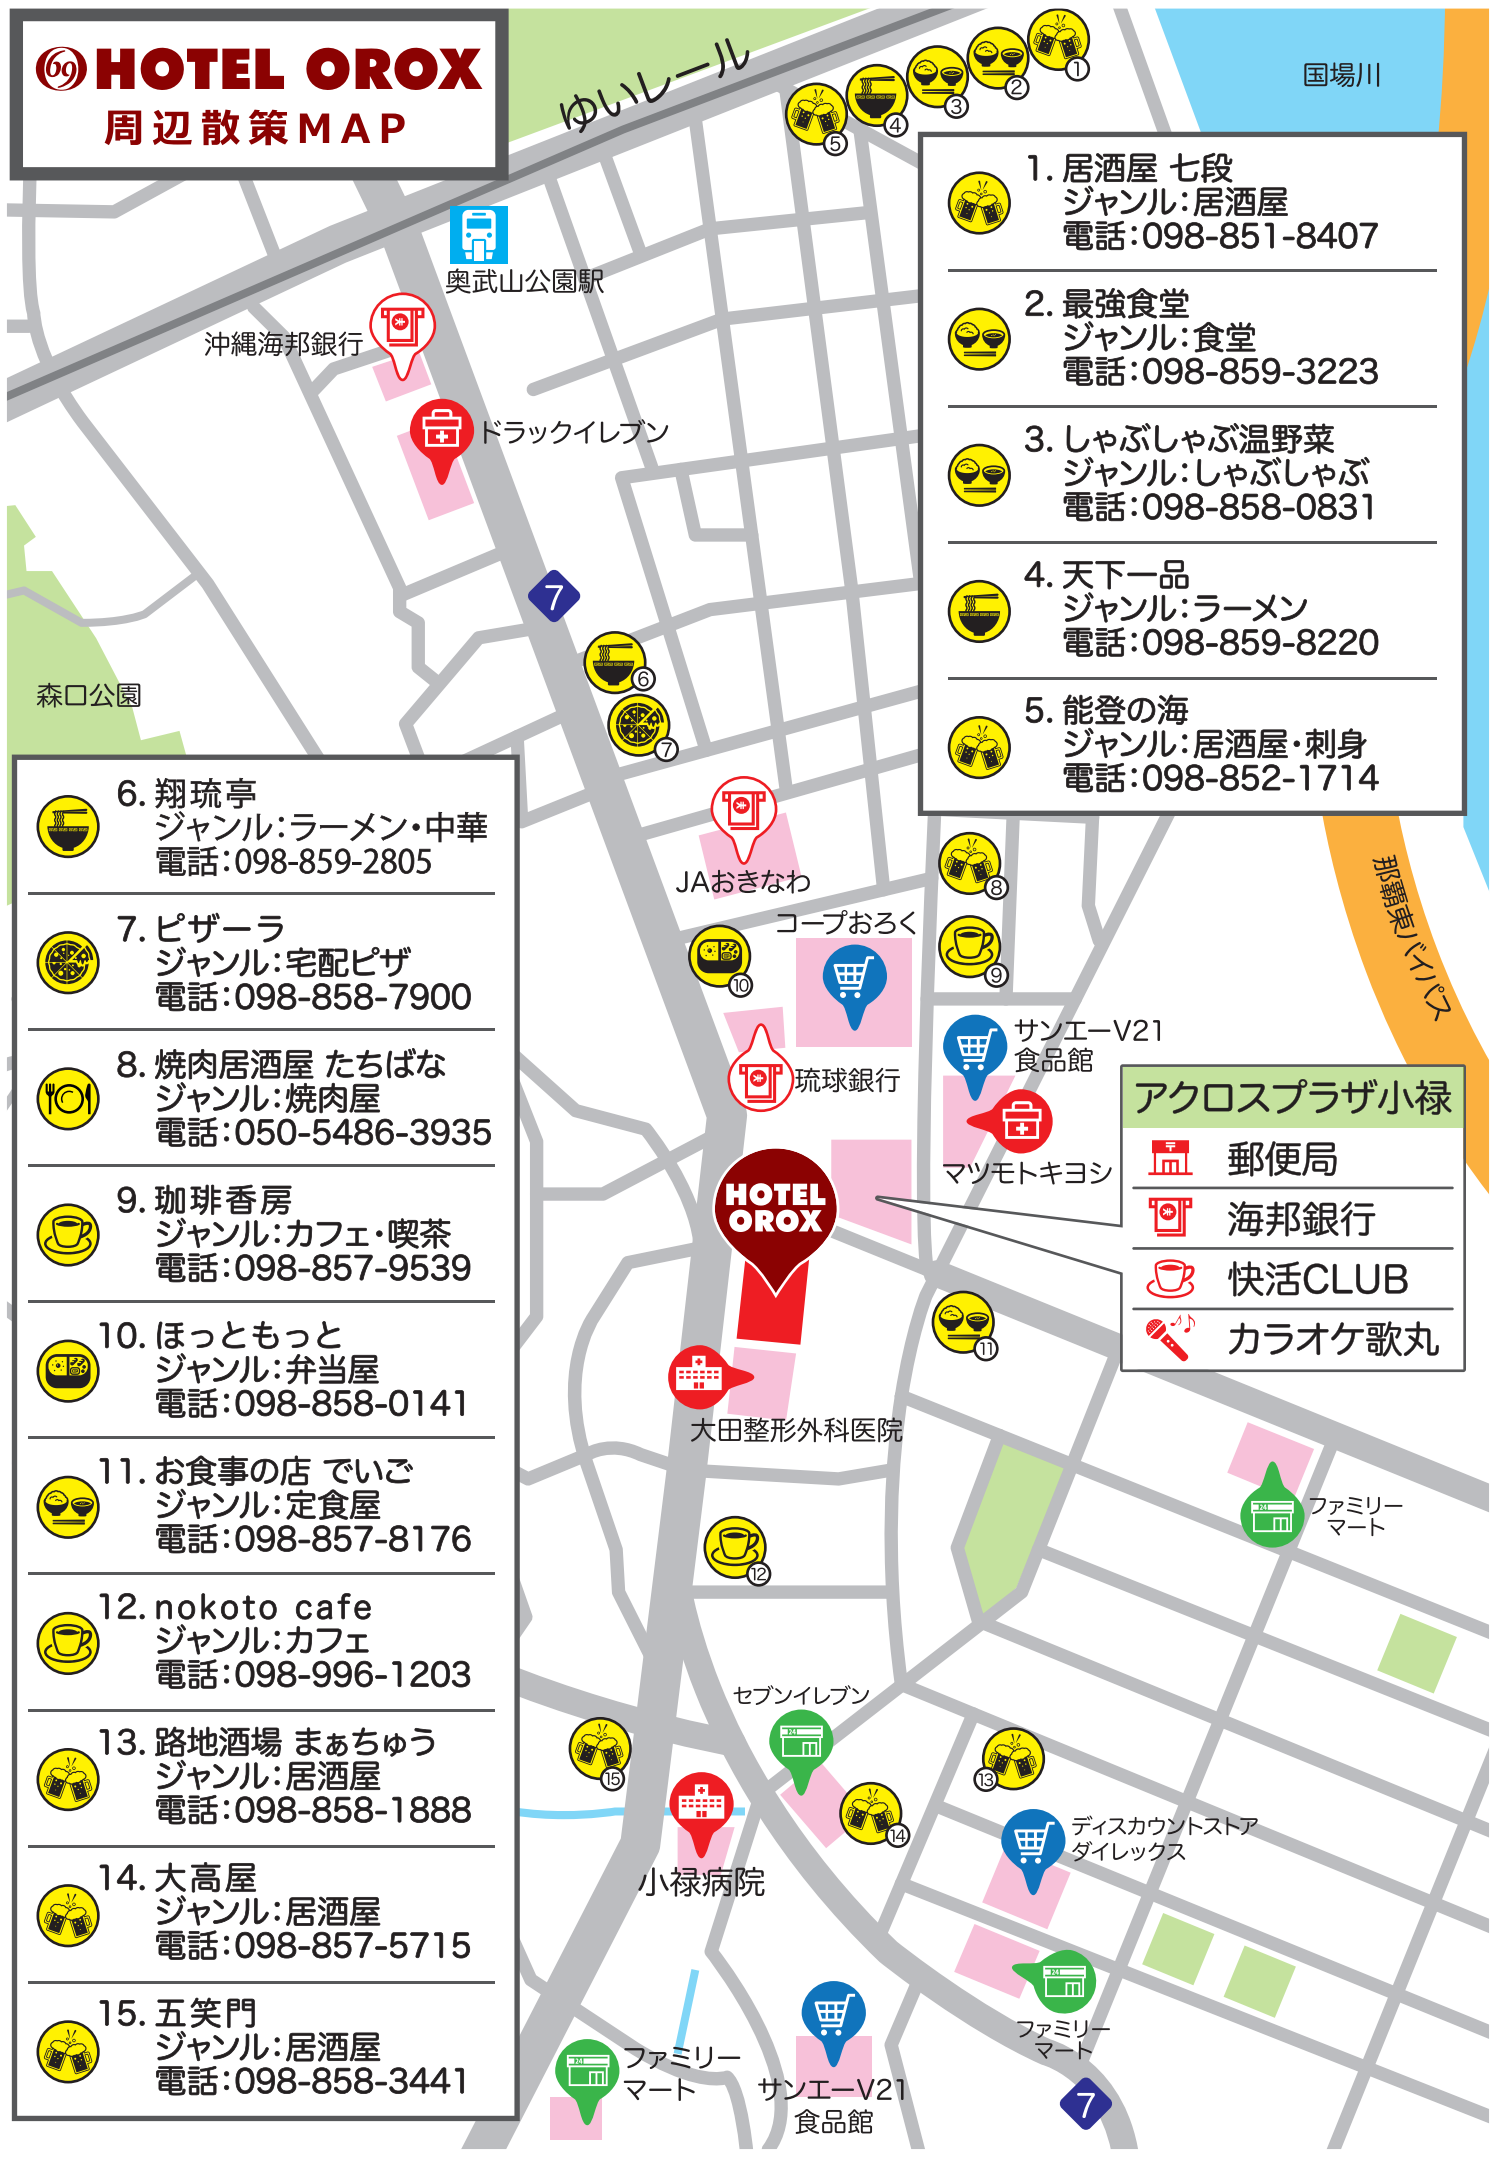 69 HOTEL OROX
周辺散策MAP
ゆいレール
国場川
①
②
③
④
⑤
1. 居酒屋 七段
ジャンル：居酒屋
電話：098-851-8407
2. 最強食堂
ジャンル：食堂
電話：098-859-3223
3. しゃぶしゃぶ温野菜
ジャンル：しゃぶしゃぶ
電話：098-858-0831
4. 天下一品
ジャンル：ラーメン
電話：098-859-8220
5. 能登の海
ジャンル：居酒屋・刺身
電話：098-852-1714
奥武山公園駅
沖縄海邦銀行
ドラックイレブン
7
⑥
⑦
森口公園
6. 翔琉亭
ジャンル：ラーメン・中華
電話：098-859-2805
7. ピザーラ
ジャンル：宅配ピザ
電話：098-858-7900
8. 焼肉居酒屋 たちばな
ジャンル：焼肉屋
電話：050-5486-3935
9. 珈琲香房
ジャンル：カフェ・喫茶
電話：098-857-9539
10. ほっともっと
ジャンル：弁当屋
電話：098-858-0141
11. お食事の店 でいご
ジャンル：定食屋
電話：098-857-8176
12. nokoto cafe
ジャンル：カフェ
電話：098-996-1203
13. 路地酒場 まぁちゅう
ジャンル：居酒屋
電話：098-858-1888
14. 大高屋
ジャンル：居酒屋
電話：098-857-5715
15. 五笑門
ジャンル：居酒屋
電話：098-858-3441
JAおきなわ
⑧
那覇東バイパス
コープおろく
⑨
⑩
サンエーV21
食品館
琉球銀行
マツモトキヨシ
アクロスプラザ小禄
〒
郵便局
海邦銀行
快活CLUB
カラオケ歌丸
HOTEL
OROX
⑪
大田整形外科医院
24
ファミリー
マート
⑫
セブンイレブン
24
⑮
⑬
⑭
小禄病院
ディスカウントストア
ダイレックス
24
ファミリー
マート
24
ファミリー
マート
サンエーV21
食品館
7